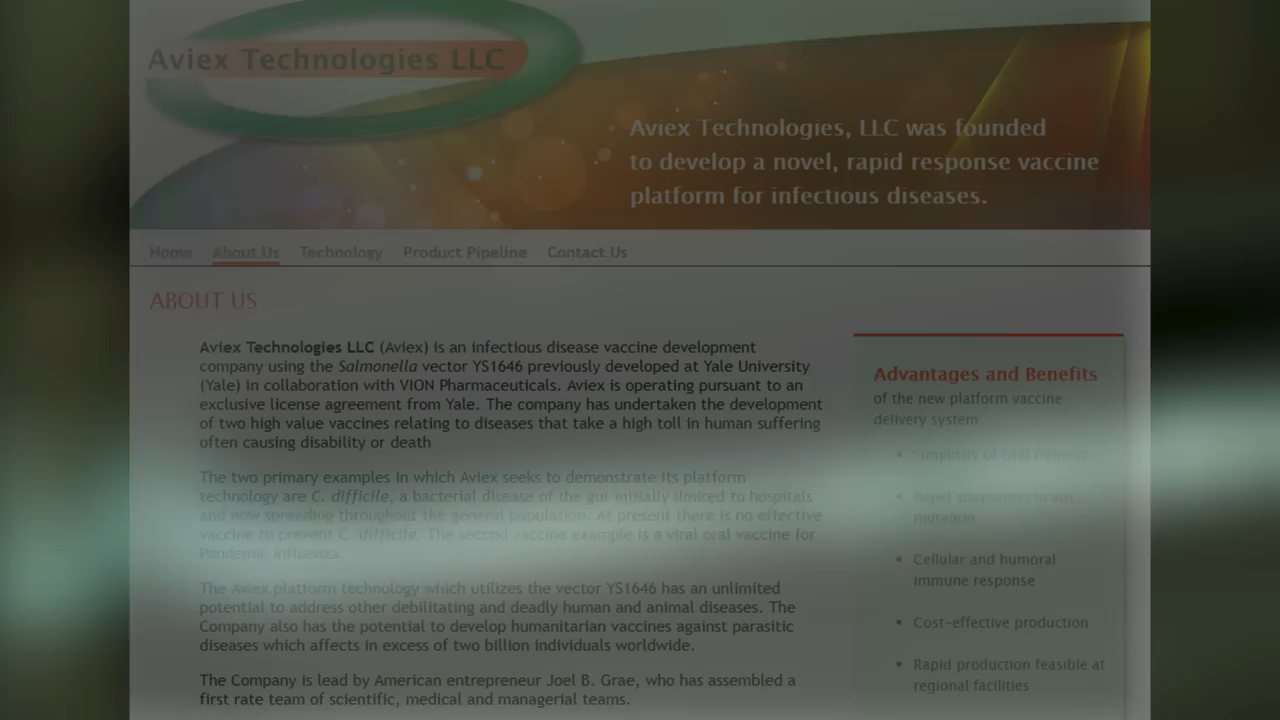 Aviex Technologies LLC
Aviex Technologies, LLC was founded
to develop a novel, rapid response vaccine
platform for infectious diseases.
Home About Us Technology Product Pipeline Contact Us
ABOUT US
Aviex Technologies LLC (Aviex) is an infectious disease vaccine development
company using the Salmonella vector YS1646 previously developed at Yale University
(Yale) in collaboration with VION Pharmaceuticals. Aviex is operating pursuant to an
exclusive license agreement from Yale. The company has undertaken the development
of two high value vaccines relating to diseases that take a high toll in human suffering
often causing disability or death
The two primary examples in which Aviex seeks to demonstrate its platform
technology are C. difficile, a bacterial disease of the gut initially limited to hospitals
and now spreading throughout the general population. At present there is no effective
vaccine to prevent C. difficile. The second vaccine example is a viral oral vaccine for
Pandemic Influenza.
The Aviex platform technology which utilizes the vector YS1646 has an unlimited
potential to address other debilitating and deadly human and animal diseases. The
Company also has the potential to develop humanitarian vaccines against parasitic
diseases which affects in excess of two billion individuals worldwide.
The Company is lead by American entrepreneur Joel B. Grae, who has assembled a
first rate team of scientific, medical and managerial teams.
Advantages and Benefits
of the new platform vaccine
delivery system:
• of Oral Delivery
• Rapid to any
mutation
• Cellular and humoral
immune response
• Cost-effective production
• Rapid production feasible at
regional facilities